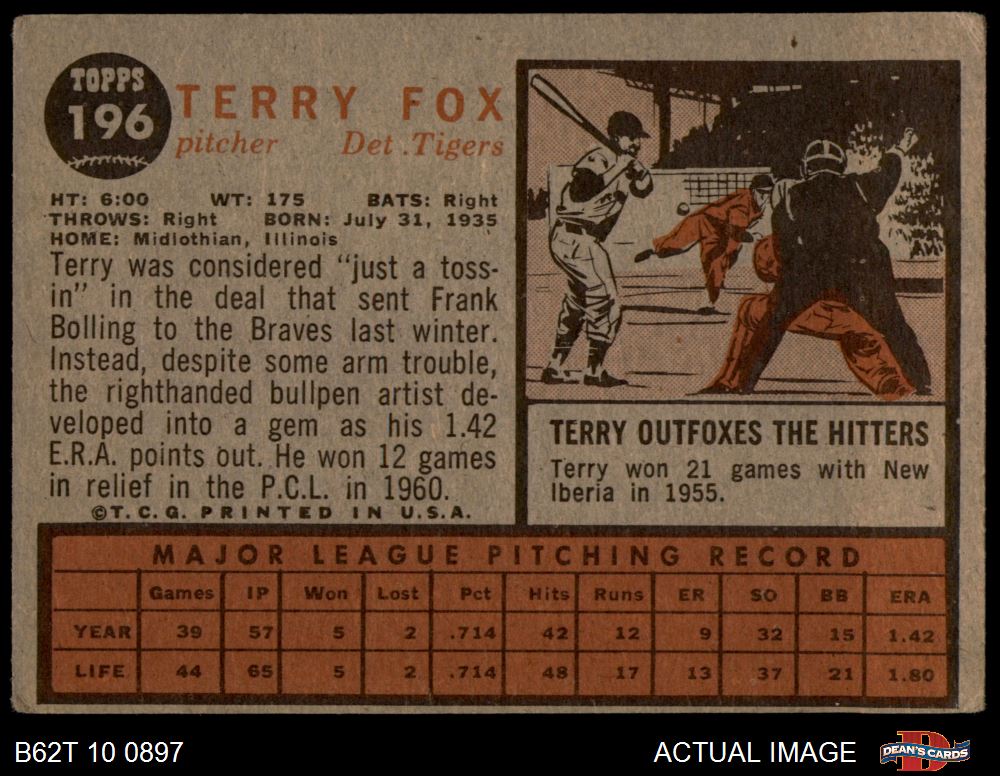 TOPPS
196
TERRY FOX
pitcher Det. Tigers
HT: 6:00 WT: 175 BATS: Right
THROWS: Right BORN: July 31, 1935
HOME: Midlothian, Illinois
Terry was considered "just a toss-
in" in the deal that sent Frank
Bolling to the Braves last winter.
Instead, despite some arm trouble,
the righthanded bullpen artist de-
veloped into a gem as his 1.42
E.R.A. points out. He won 12 games
in relief in the P.C.L. in 1960.
©T.C.G. PRINTED IN U.S.A.
TERRY OUTFOXES THE HITTERS
Terry won 21 games with New
Iberia in 1955.
MAJOR LEAGUE PITCHING RECORD
Games IP Won Lost Pct Hits Runs ER SO BB ERA
YEAR 39 57 5 2 .714 42 12 9 32 15 1.42
LIFE 44 65 5 2 .714 48 17 13 37 21 1.80
B62T 10 0897 ACTUAL IMAGE DEAN'S CARDS